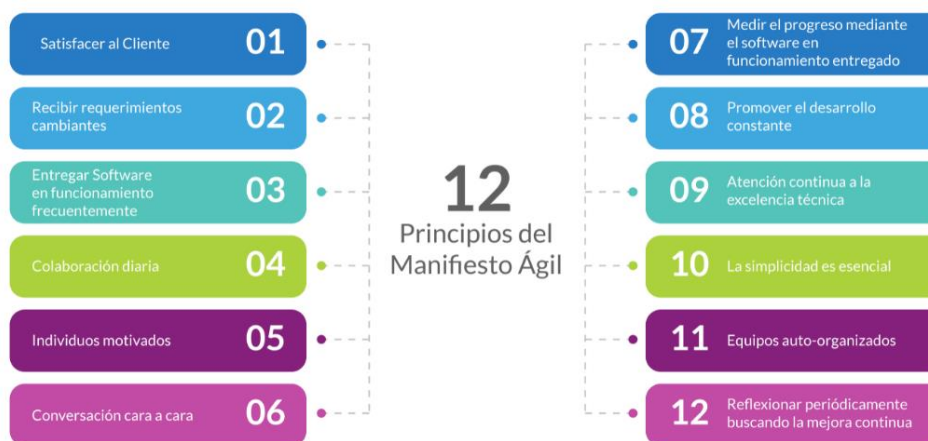 Satisfacer al Cliente 01
Recibir requerimientos
cambiantes 02
Entregar Software
en funcionamiento
frecuentemente 03
Colaboración diaria 04
Individuos motivados 05
Conversación cara a cara 06
12
Principios del
Manifiesto Ágil
07 Medir el progreso mediante
el software en
funcionamiento entregado
08 Promover el desarrollo
constante
09 Atención continua a la
excelencia técnica
10 La simplicidad es esencial
11 Equipos auto-organizados
12 Reflexionar periódicamente
buscando la mejora continua